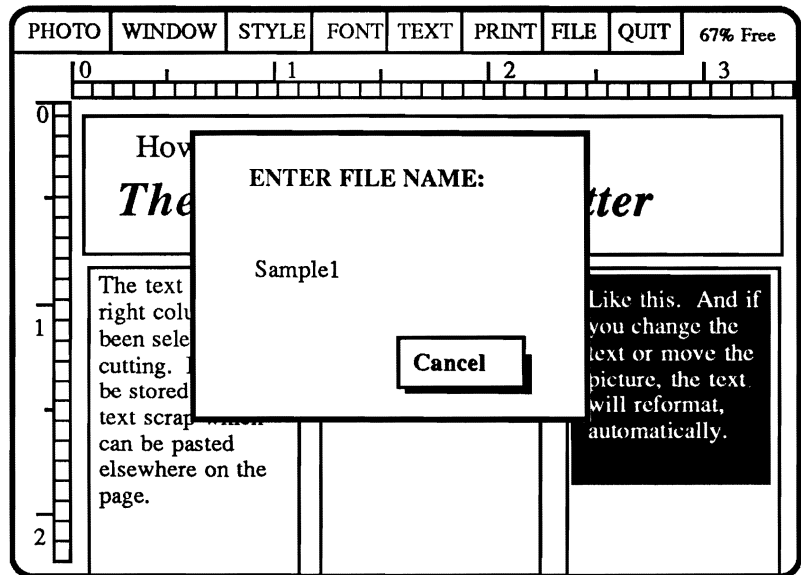 PHOTO WINDOW STYLE FONT TEXT PRINT FILE QUIT 67% Free
0 1 2 3
0
How
The tter
ENTER FILE NAME:
Sample1
Cancel
The text
right colu
been sele
cutting.
be stored
text scrap which
can be pasted
elsewhere on the
page.
Like this. And if
you change the
text or move the
picture, the text
will reformat,
automatically.
1
2